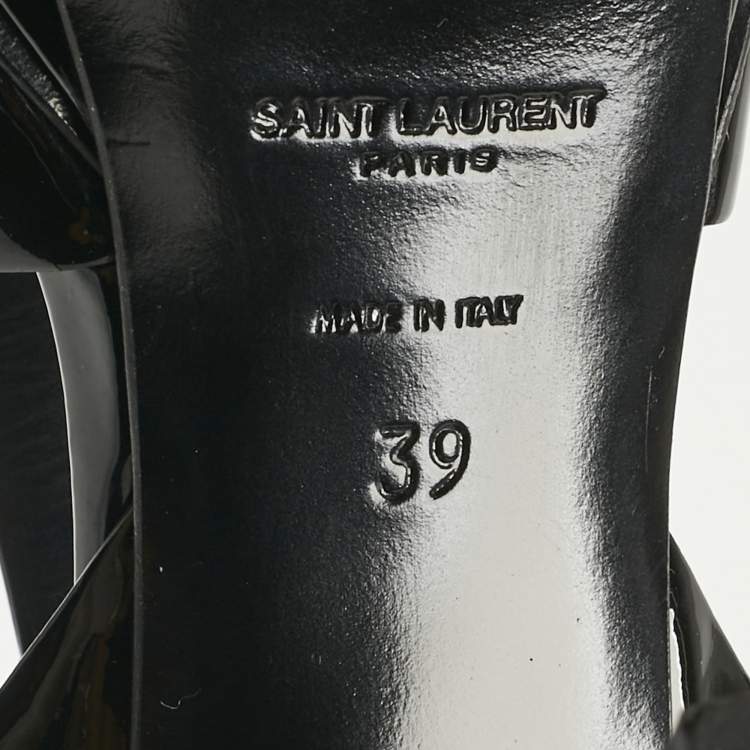 SAINT LAURENT
PARIS
MADE IN ITALY
39